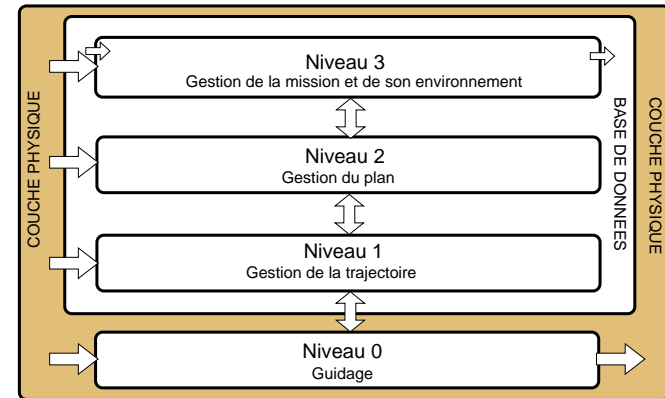 COUCHE PHYSIQUE
Niveau 3
Gestion de la mission et de son environnement
Niveau 2
Gestion du plan
Niveau 1
Gestion de la trajectoire
Niveau 0
Guidage
BASE DE DONNEES
COUCHE PHYSIQUE